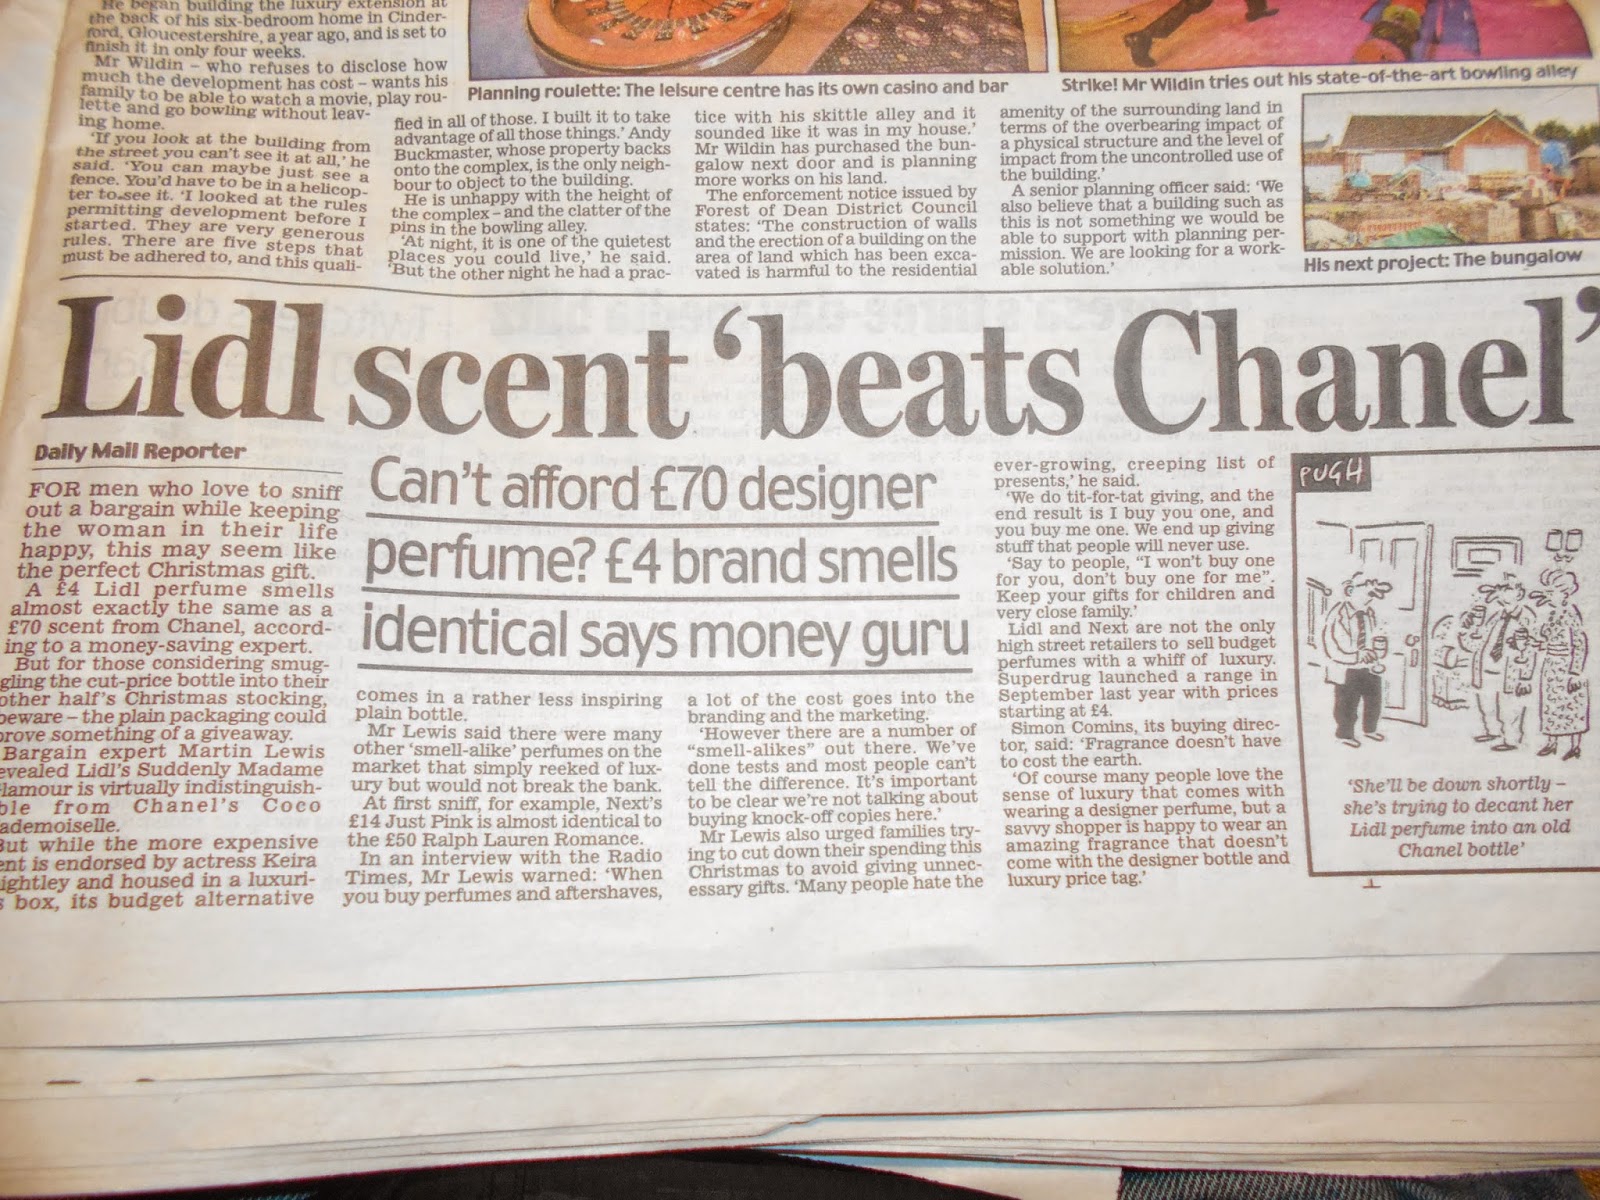 He began building the luxury extension at
the back of his six-bedroom home in Cinder-
ford, Gloucestershire, a year ago, and is set to
finish it in only four weeks.
Mr Wildin – who refuses to disclose how
much the development has cost – wants his
family to be able to watch a movie, play rou-
lette and go bowling without leav-
ing home.
'If you look at the building from
the street you can't see it at all,' he
said. 'You can maybe just see a
fence. You'd have to be in a helicop-
ter to see it. 'I looked at the rules
permitting development before I
started. They are very generous
rules. There are five steps that
must be adhered to, and this quali-
Planning roulette: The leisure centre has its own casino and bar
fied in all of those. I built it to take
advantage of all those things.' Andy
Buckmaster, whose property backs
onto the complex, is the only neigh-
bour to object to the building.
He is unhappy with the height of
the complex – and the clatter of the
pins in the bowling alley.
'At night, it is one of the quietest
places you could live,' he said.
'But the other night he had a prac-
tice with his skittle alley and it
sounded like it was in my house.'
Mr Wildin has purchased the bun-
galow next door and is planning
more works on his land.
The enforcement notice issued by
Forest of Dean District Council
states: 'The construction of walls
and the erection of a building on the
area of land which has been exca-
vated is harmful to the residential
Strike! Mr Wildin tries out his state-of-the-art bowling alley
amenity of the surrounding land in
terms of the overbearing impact of
a physical structure and the level of
impact from the uncontrolled use of
the building.'
A senior planning officer said: 'We
also believe that a building such as
this is not something we would be
able to support with planning per-
mission. We are looking for a work-
able solution.'
His next project: The bungalow
Lidl scent 'beats Chanel'
Daily Mail Reporter
FOR men who love to sniff
out a bargain while keeping
the woman in their life
happy, this may seem like
the perfect Christmas gift.
A £4 Lidl perfume smells
almost exactly the same as a
£70 scent from Chanel, accord-
ing to a money-saving expert.
But for those considering smug-
gling the cut-price bottle into their
other half's Christmas stocking,
beware – the plain packaging could
prove something of a giveaway.
Bargain expert Martin Lewis
evealed Lidl's Suddenly Madame
lamour is virtually indistinguish-
ble from Chanel's Coco
ademoiselle.
But while the more expensive
ent is endorsed by actress Keira
ightley and housed in a luxuri-
s box, its budget alternative
Can't afford £70 designer
perfume? £4 brand smells
identical says money guru
comes in a rather less inspiring
plain bottle.
Mr Lewis said there were many
other 'smell-alike' perfumes on the
market that simply reeked of lux-
ury but would not break the bank.
At first sniff, for example, Next's
£14 Just Pink is almost identical to
the £50 Ralph Lauren Romance.
In an interview with the Radio
Times, Mr Lewis warned: 'When
you buy perfumes and aftershaves,
a lot of the cost goes into the
branding and the marketing.
'However there are a number of
"smell-alikes" out there. We've
done tests and most people can't
tell the difference. It's important
to be clear we're not talking about
buying knock-off copies here.'
Mr Lewis also urged families try-
ing to cut down their spending this
Christmas to avoid giving unnec-
essary gifts. 'Many people hate the
ever-growing, creeping list of
presents,' he said.
'We do tit-for-tat giving, and the
end result is I buy you one, and
you buy me one. We end up giving
stuff that people will never use.
'Say to people, "I won't buy one
for you, don't buy one for me".
Keep your gifts for children and
very close family.'
Lidl and Next are not the only
high street retailers to sell budget
perfumes with a whiff of luxury.
Superdrug launched a range in
September last year with prices
starting at £4.
Simon Comins, its buying direc-
tor, said: 'Fragrance doesn't have
to cost the earth.
'Of course many people love the
sense of luxury that comes with
wearing a designer perfume, but a
savvy shopper is happy to wear an
amazing fragrance that doesn't
come with the designer bottle and
luxury price tag.'
PUGH
'She'll be down shortly –
she's trying to decant her
Lidl perfume into an old
Chanel bottle'